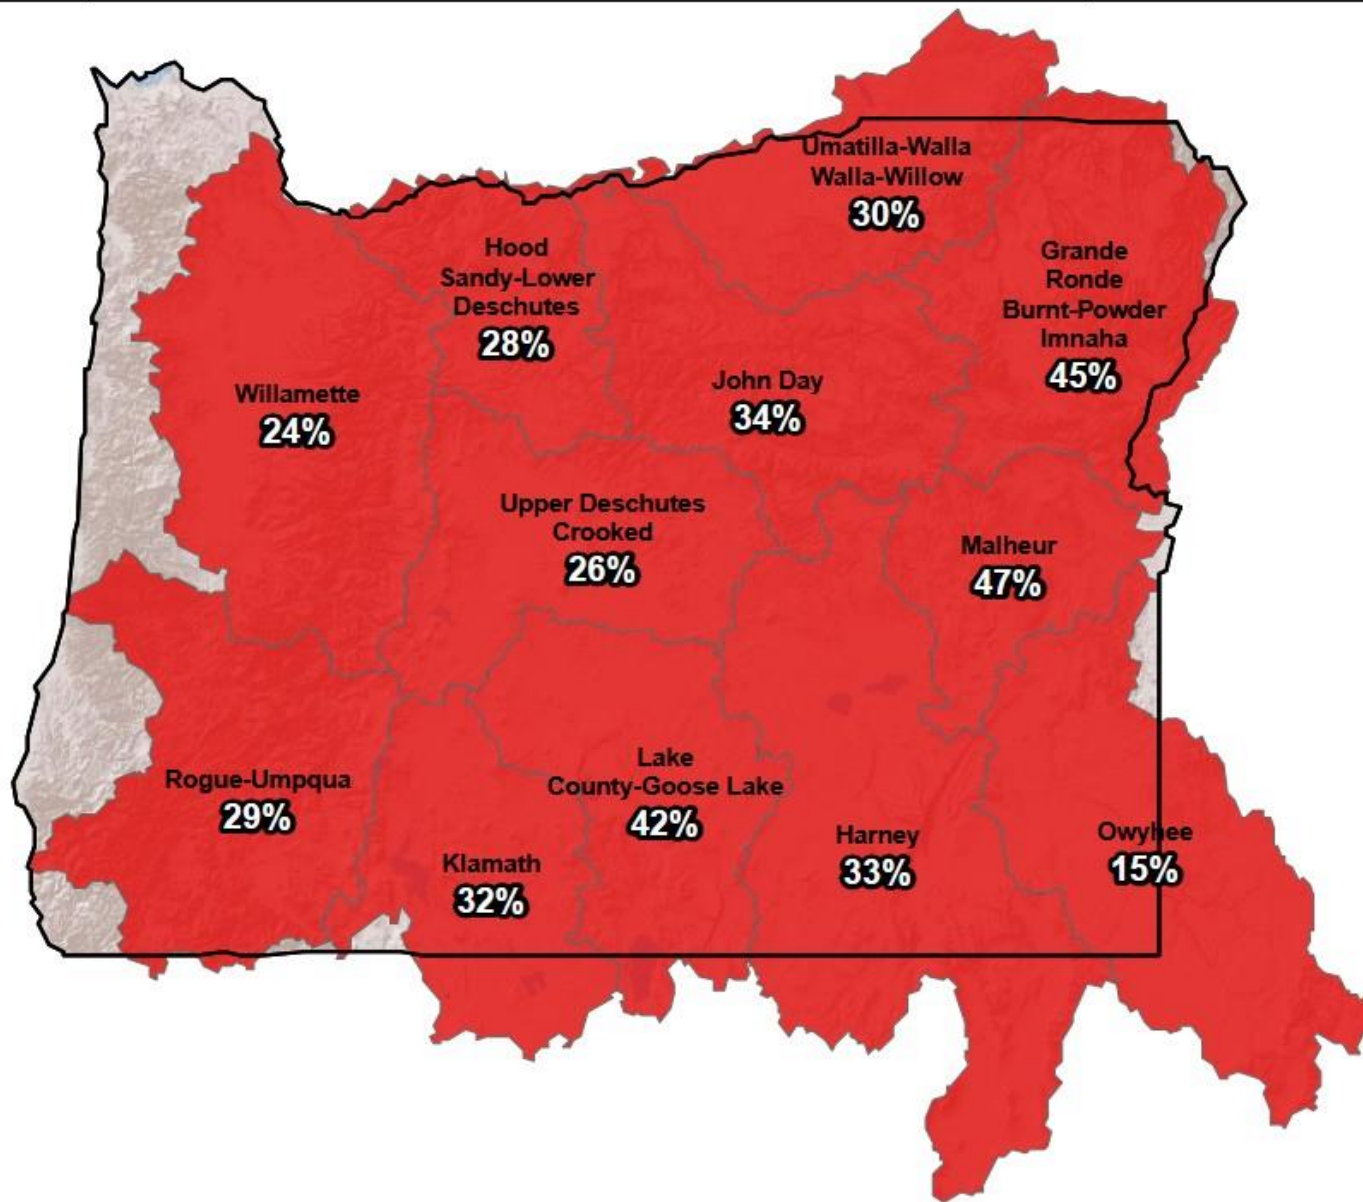 Umatilla-Walla
Walla-Willow
30%
Hood
Sandy-Lower
Deschutes
28%
Grande
Ronde
Burnt-Powder
Imnaha
45%
Willamette
24%
John Day
34%
Upper Deschutes
Crooked
26%
Malheur
47%
Rogue-Umpqua
29%
Lake
County-Goose Lake
42%
Klamath
32%
Harney
33%
Owyhee
15%